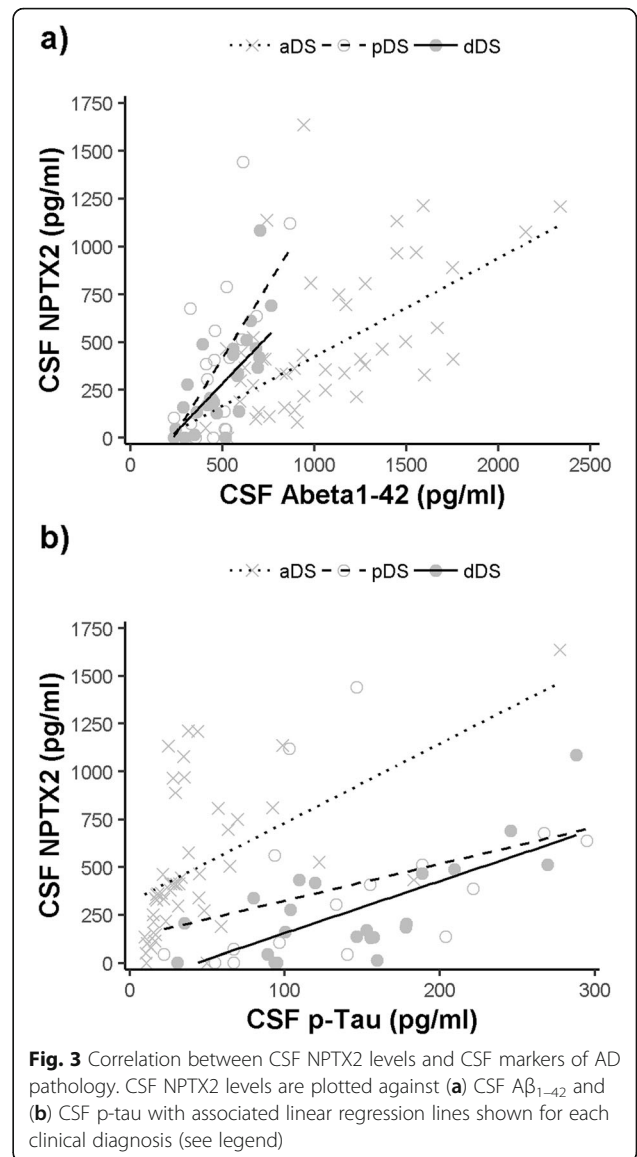 a)
aDS pDS dDS
1750
1500
1250
1000
750
500
250
0
CSF NPTX2 (pg/ml)
0 500 1000 1500 2000 2500
CSF Abeta1-42 (pg/ml)
b)
aDS pDS dDS
1750
1500
1250
1000
750
500
250
0
CSF NPTX2 (pg/ml)
0 100 200 300
CSF p-Tau (pg/ml)
Fig. 3 Correlation between CSF NPTX2 levels and CSF markers of AD
pathology. CSF NPTX2 levels are plotted against (a) CSF Aβ1–42 and
(b) CSF p-tau with associated linear regression lines shown for each
clinical diagnosis (see legend)